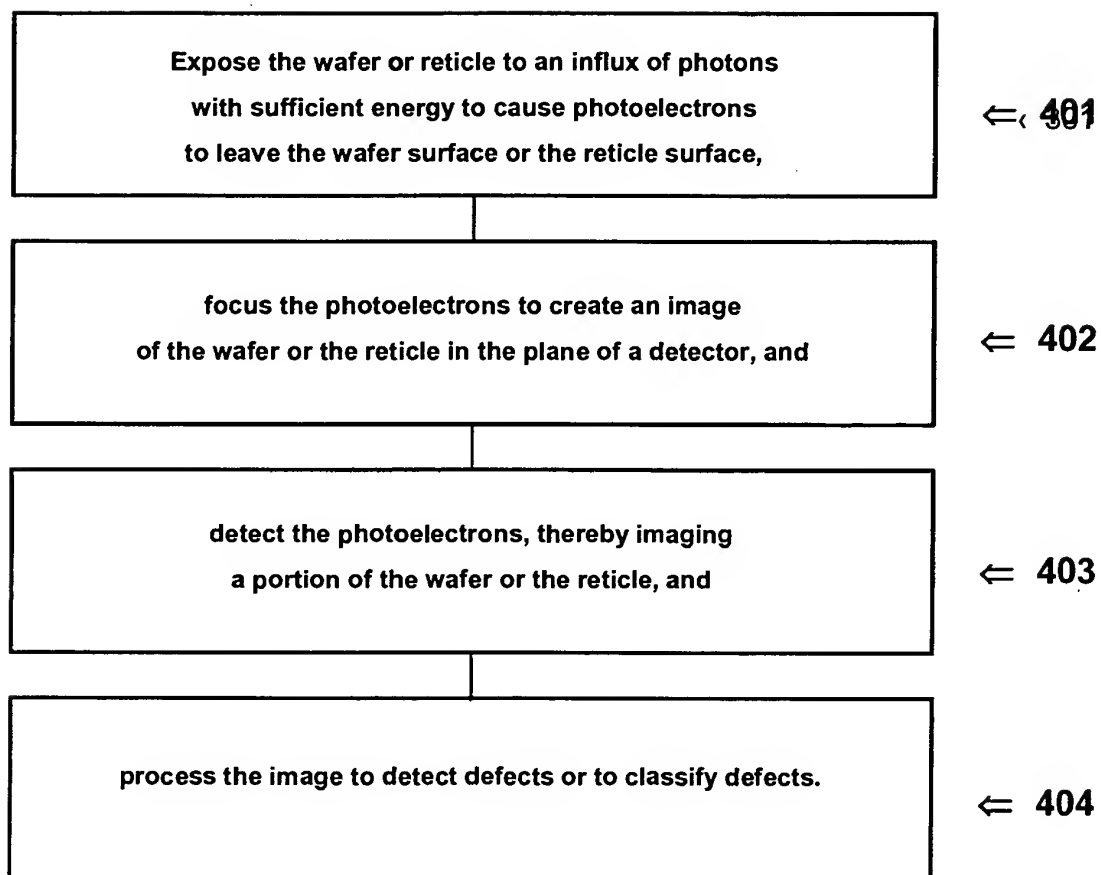 Expose the wafer or reticle to an influx of photons
with sufficient energy to cause photoelectrons
to leave the wafer surface or the reticle surface,
⇐ 401
focus the photoelectrons to create an image
of the wafer or the reticle in the plane of a detector, and
⇐ 402
detect the photoelectrons, thereby imaging
a portion of the wafer or the reticle, and
⇐ 403
process the image to detect defects or to classify defects.
⇐ 404